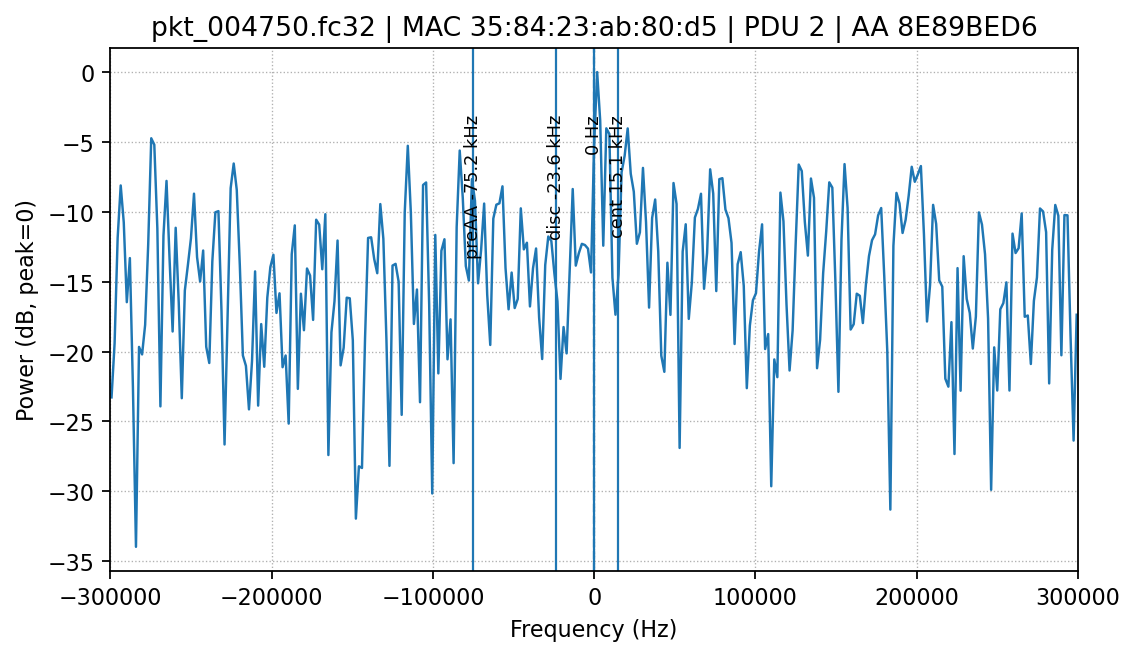 pkt_004750.fc32 | MAC 35:84:23:ab:80:d5 | PDU 2 | AA 8E89BED6
Power (dB, peak=0)
0
−5
−10
−15
−20
−25
−30
−35
preAA -75.2 kHz
disc -23.6 kHz
0 Hz
cent 15.1 kHz
−300000
−200000
−100000
0
100000
200000
300000
Frequency (Hz)